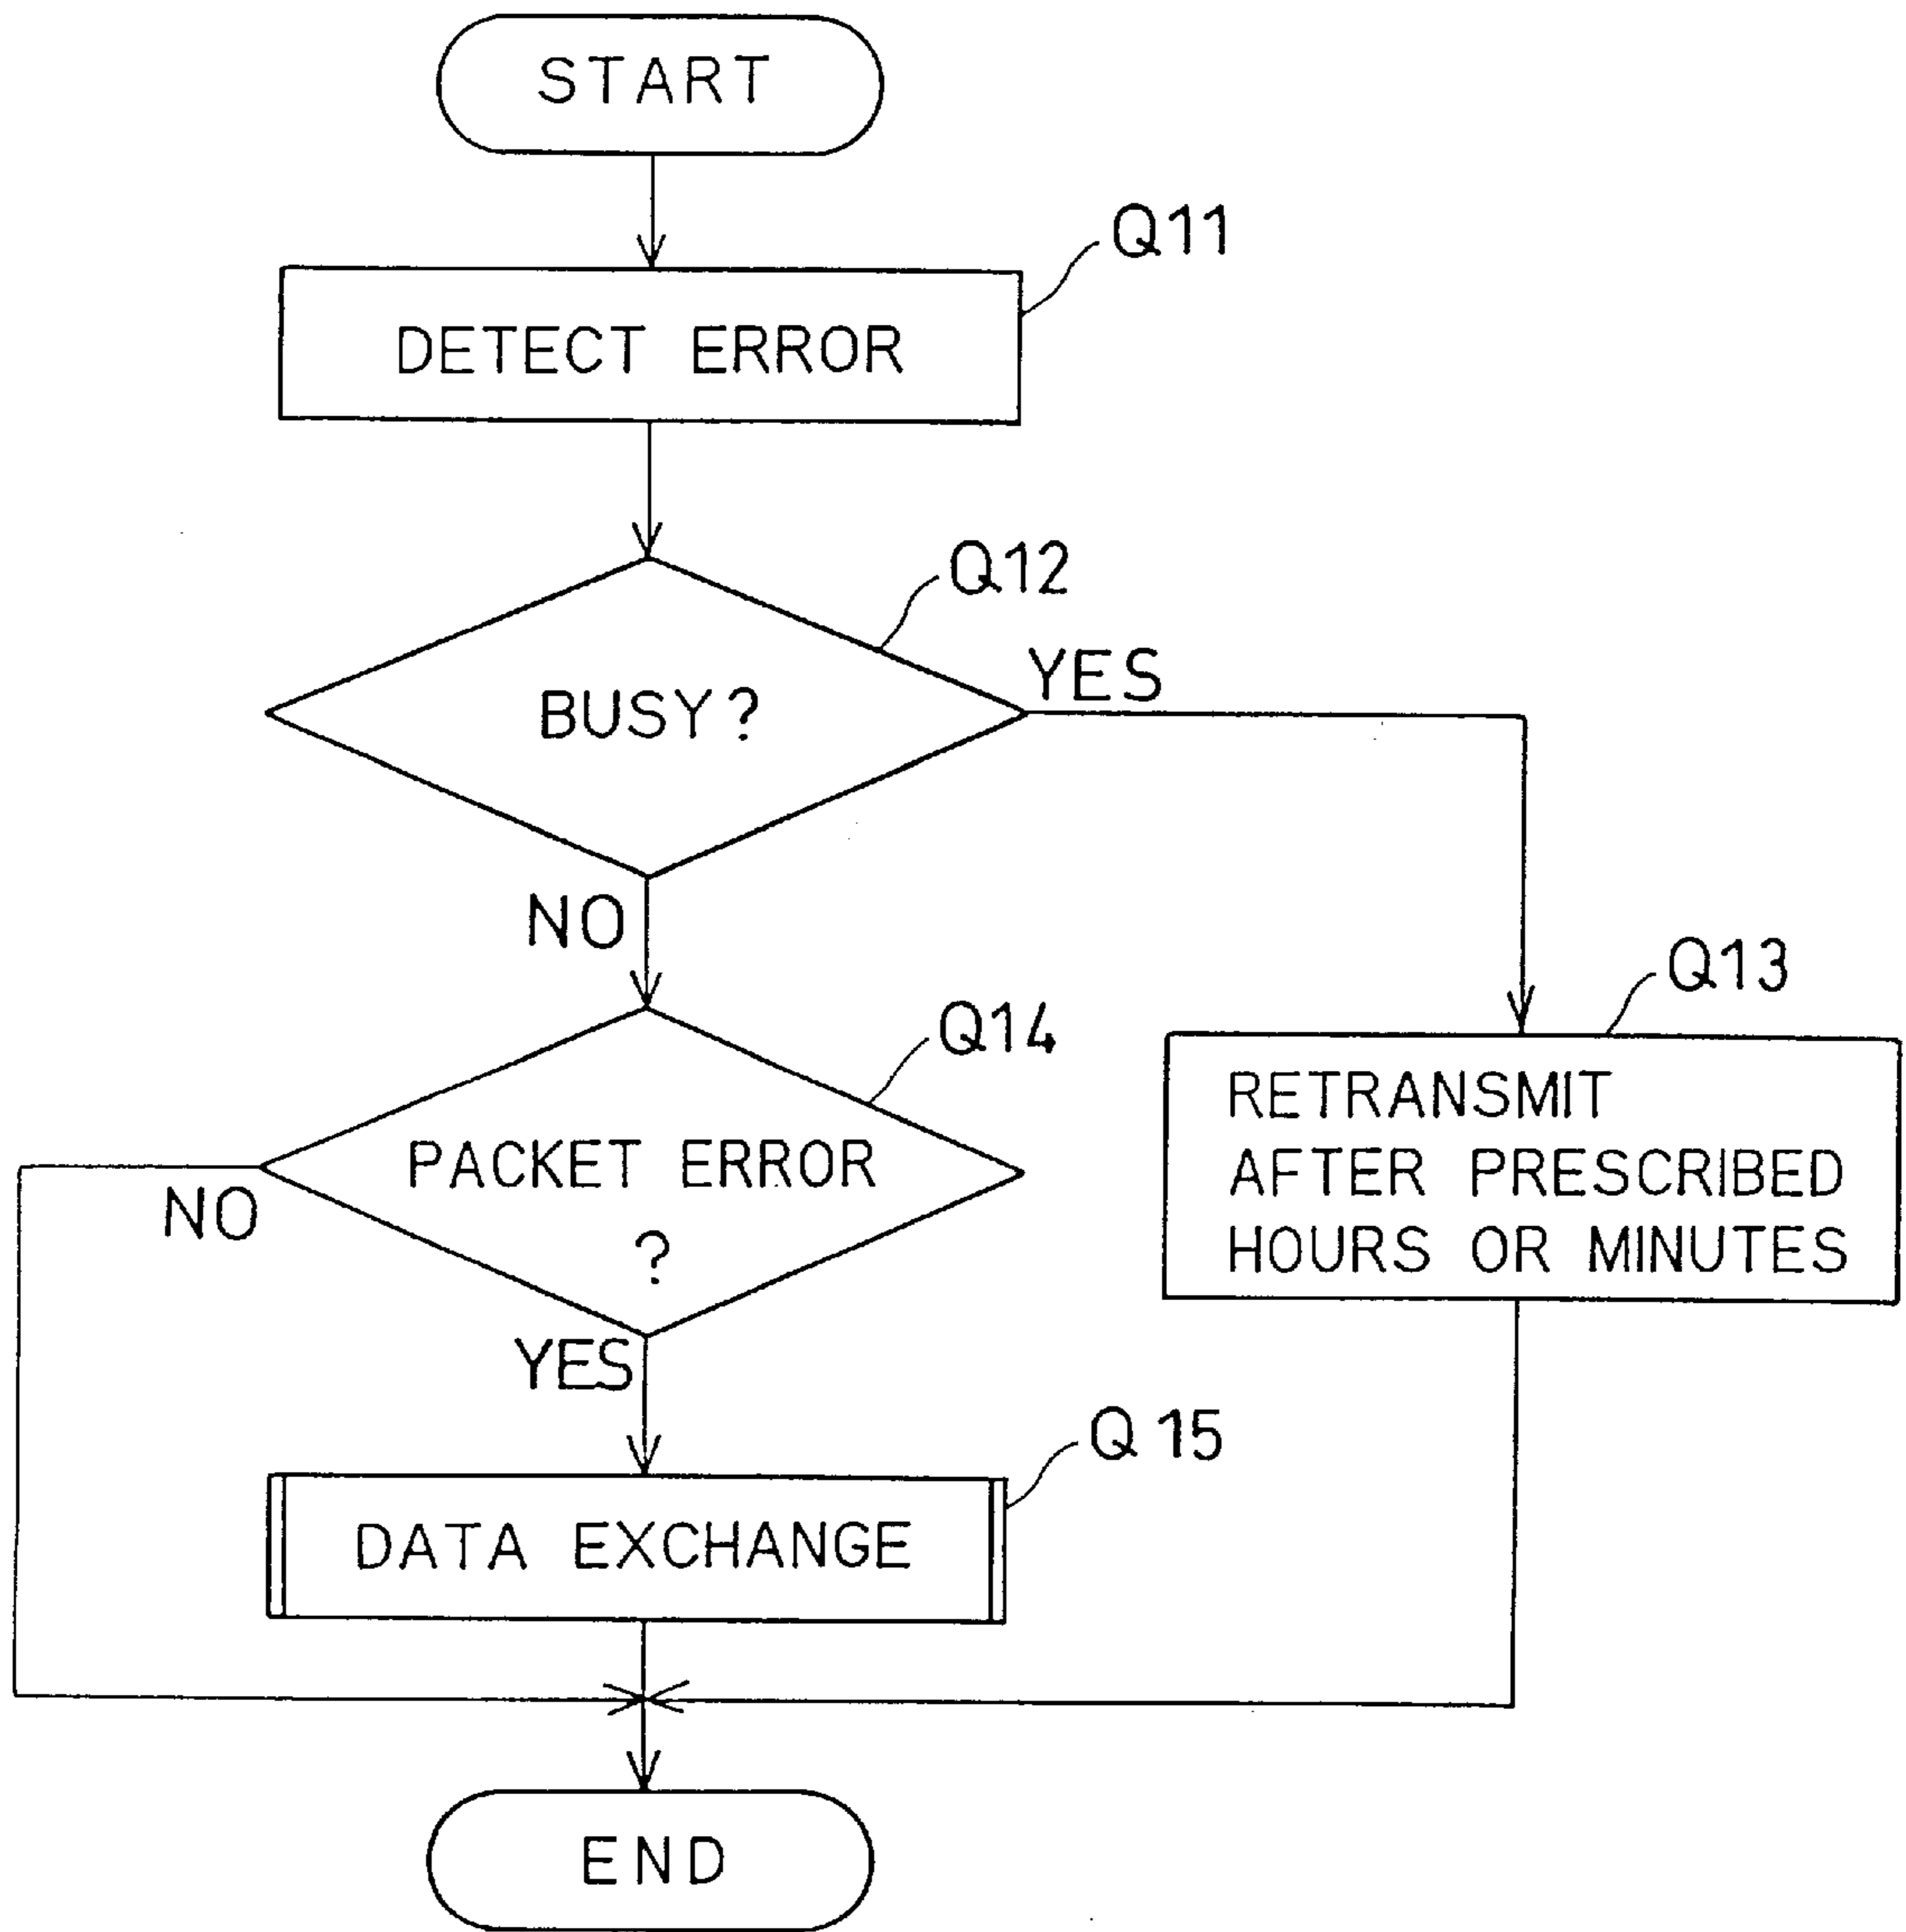 START
Q11
DETECT ERROR
Q12
BUSY?
YES
NO
Q13
RETRANSMIT
AFTER PRESCRIBED
HOURS OR MINUTES
Q14
PACKET ERROR
?
NO
YES
Q15
DATA EXCHANGE
END